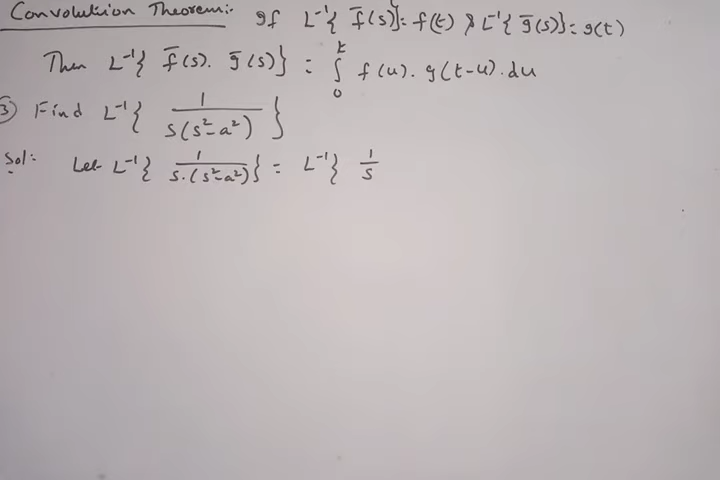 Convolution Theorem:- If L⁻¹{ f̄(s)} = f(t) & L⁻¹{ ḡ(s)} = g(t)
Then L⁻¹{ f̄(s). ḡ(s)} = ∫₀ᵗ f(u). g(t-u). du
③ Find L⁻¹{ 1/(s(s²-a²)) }
Sol:- Let L⁻¹{ 1/(s.(s²-a²)) } = L⁻¹{ 1/s